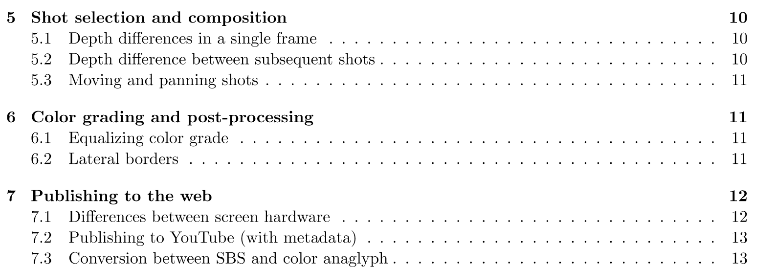 5 Shot selection and composition 10
5.1 Depth differences in a single frame . . . . . . . . . . . . . . . . . . . . . . . . . . . . . . . 10
5.2 Depth difference between subsequent shots . . . . . . . . . . . . . . . . . . . . . . . . . . . 10
5.3 Moving and panning shots . . . . . . . . . . . . . . . . . . . . . . . . . . . . . . . . . . . . 11
6 Color grading and post-processing 11
6.1 Equalizing color grade . . . . . . . . . . . . . . . . . . . . . . . . . . . . . . . . . . . . . . 11
6.2 Lateral borders . . . . . . . . . . . . . . . . . . . . . . . . . . . . . . . . . . . . . . . . . . 11
7 Publishing to the web 12
7.1 Differences between screen hardware . . . . . . . . . . . . . . . . . . . . . . . . . . . . . . 12
7.2 Publishing to YouTube (with metadata) . . . . . . . . . . . . . . . . . . . . . . . . . . . . 13
7.3 Conversion between SBS and color anaglyph . . . . . . . . . . . . . . . . . . . . . . . . . . 13